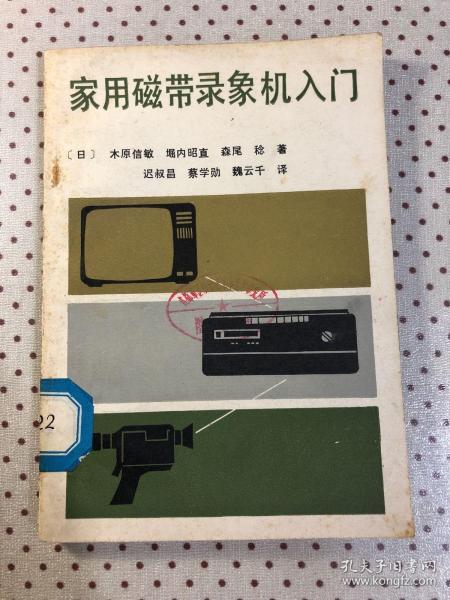 家用磁带录象机入门
〔日〕 木原信敏 堀内昭直 森尾 稔 著
迟叔昌 蔡学勋 魏云千 译
22
孔夫子旧书网
www.kongfz.com